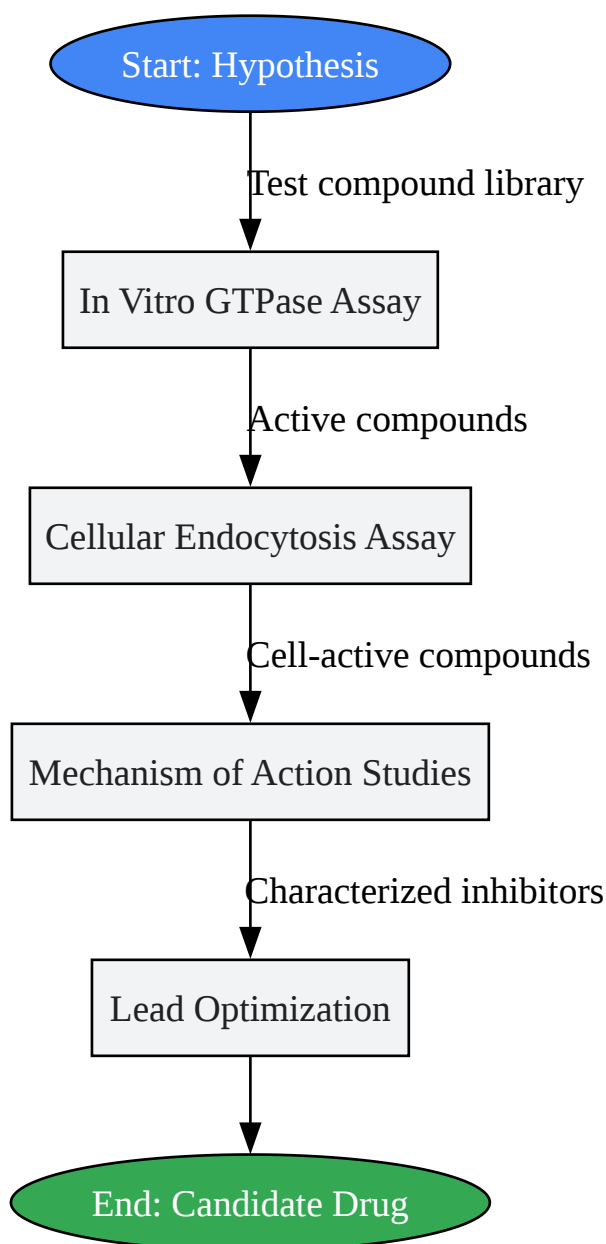 Start: Hypothesis
Test compound library
In Vitro GTPase Assay
Active compounds
Cellular Endocytosis Assay
Cell-active compounds
Mechanism of Action Studies
Characterized inhibitors
Lead Optimization
End: Candidate Drug